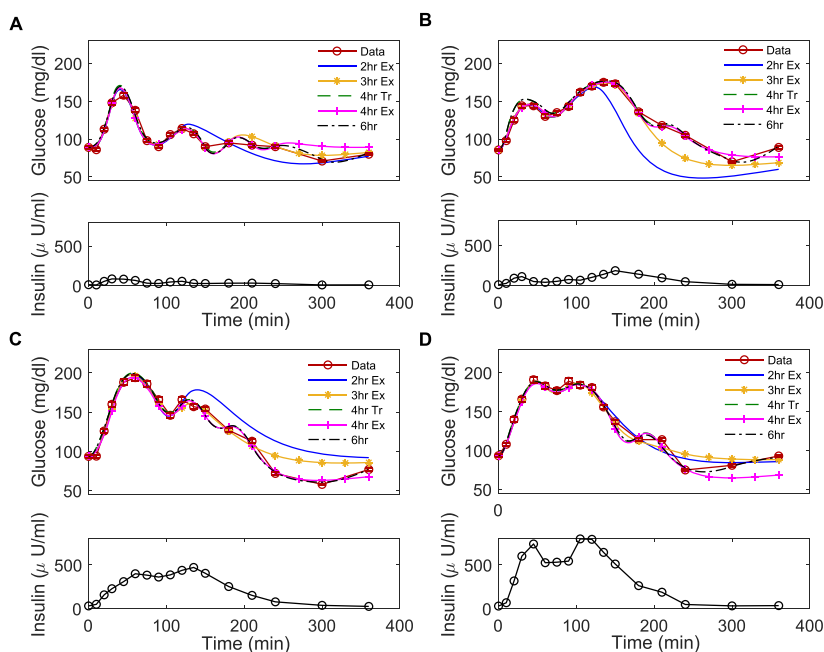 A
Glucose (mg/dl)
200
150
100
50
Data
2hr Ex
3hr Ex
4hr Tr
4hr Ex
6hr
Insulin (μ U/ml)
500
0
0
100
200
300
400
Time (min)
B
Glucose (mg/dl)
200
150
100
50
Data
2hr Ex
3hr Ex
4hr Tr
4hr Ex
6hr
Insulin (μ U/ml)
500
0
0
100
200
300
400
Time (min)
C
Glucose (mg/dl)
200
150
100
50
Data
2hr Ex
3hr Ex
4hr Tr
4hr Ex
6hr
Insulin (μ U/ml)
500
0
0
100
200
300
400
Time (min)
D
Glucose (mg/dl)
200
150
100
50
0
Data
2hr Ex
3hr Ex
4hr Tr
4hr Ex
6hr
Insulin (μ U/ml)
500
0
0
100
200
300
400
Time (min)